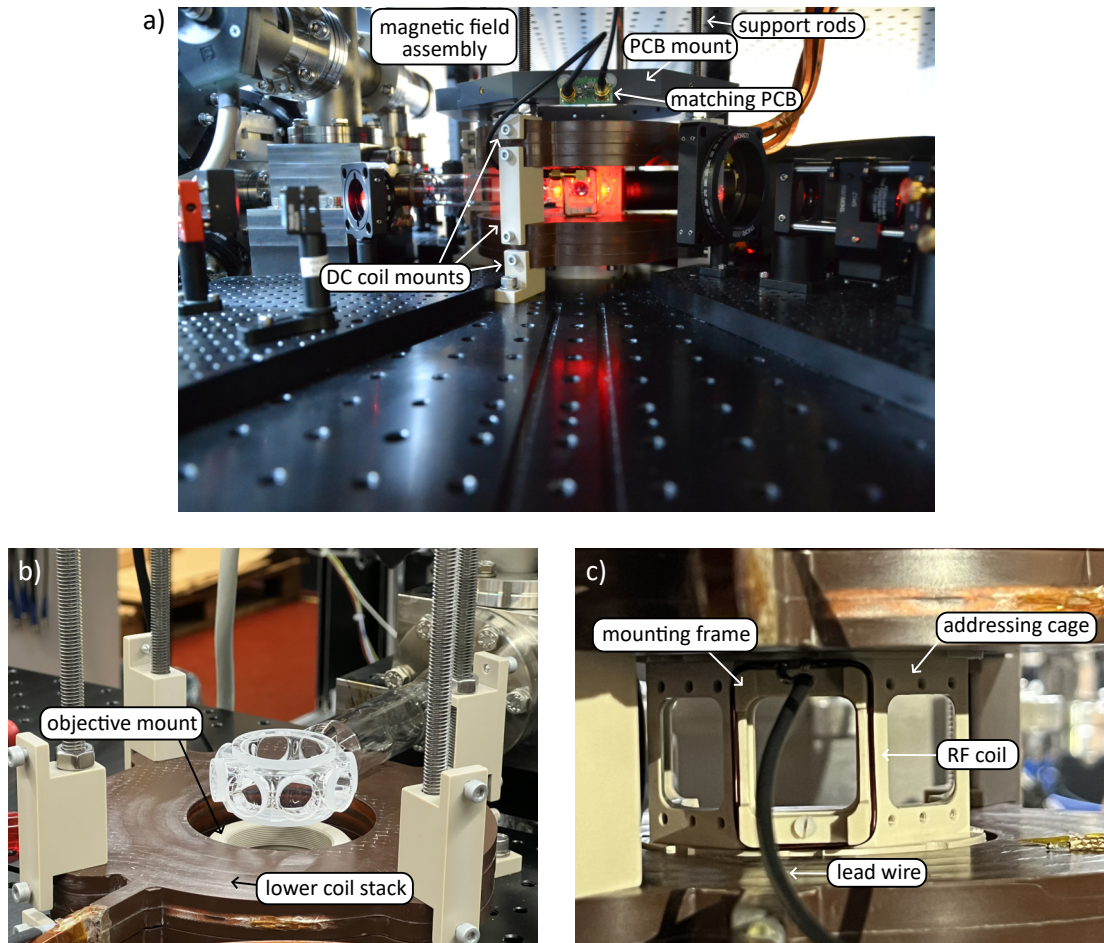 a)
magnetic field
assembly
support rods
PCB mount
matching PCB
DC coil mounts
b)
objective mount
lower coil stack
c)
mounting frame
addressing cage
RF coil
lead wire